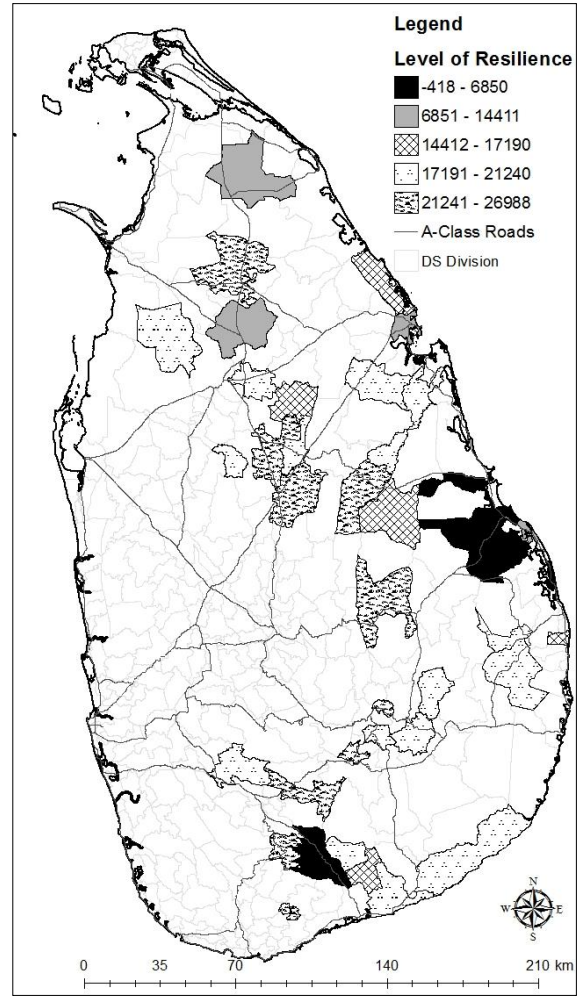 Legend
Level of Resilience
-418 - 6850
6851 - 14411
14412 - 17190
17191 - 21240
21241 - 26988
A-Class Roads
DS Division
N
W E
S
0 35 70 140 210 km